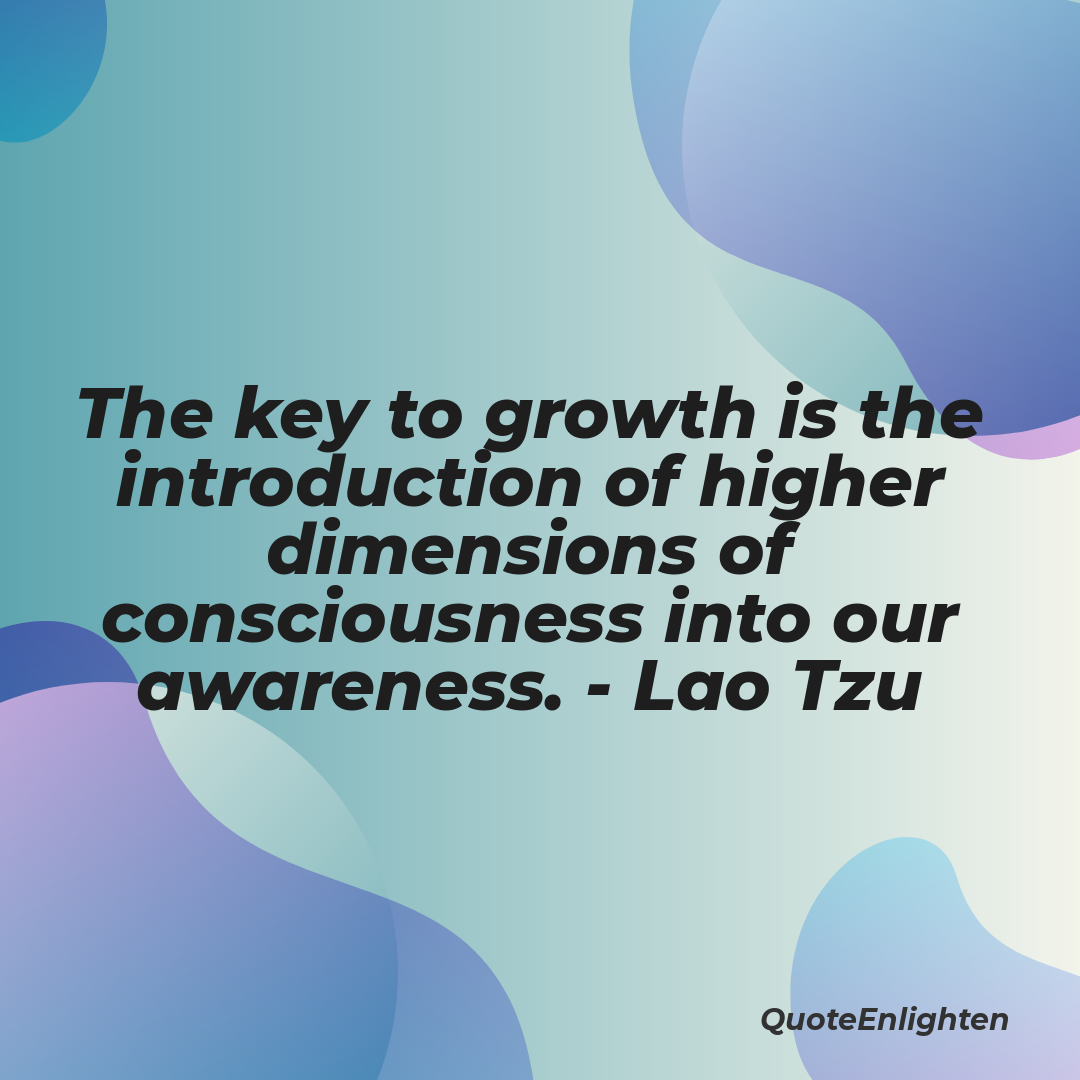 The key to growth is the
introduction of higher
dimensions of
consciousness into our
awareness. - Lao Tzu
QuoteEnlighten